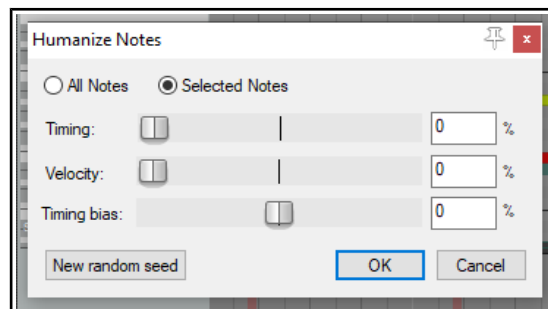 Humanize Notes
All Notes Selected Notes
Timing: 0 %
Velocity: 0 %
Timing bias: 0 %
New random seed OK Cancel